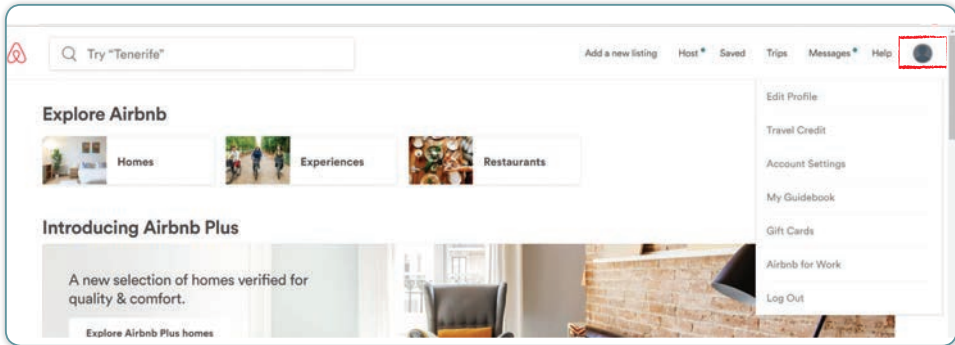 Try "Tenerife"
Add a new listing Host Saved Trips Messages Help
Edit Profile
Travel Credit
Account Settings
My Guidebook
Gift Cards
Airbnb for Work
Log Out
Explore Airbnb
Homes Experiences Restaurants
Introducing Airbnb Plus
A new selection of homes verified for
quality & comfort.
Explore Airbnb Plus homes